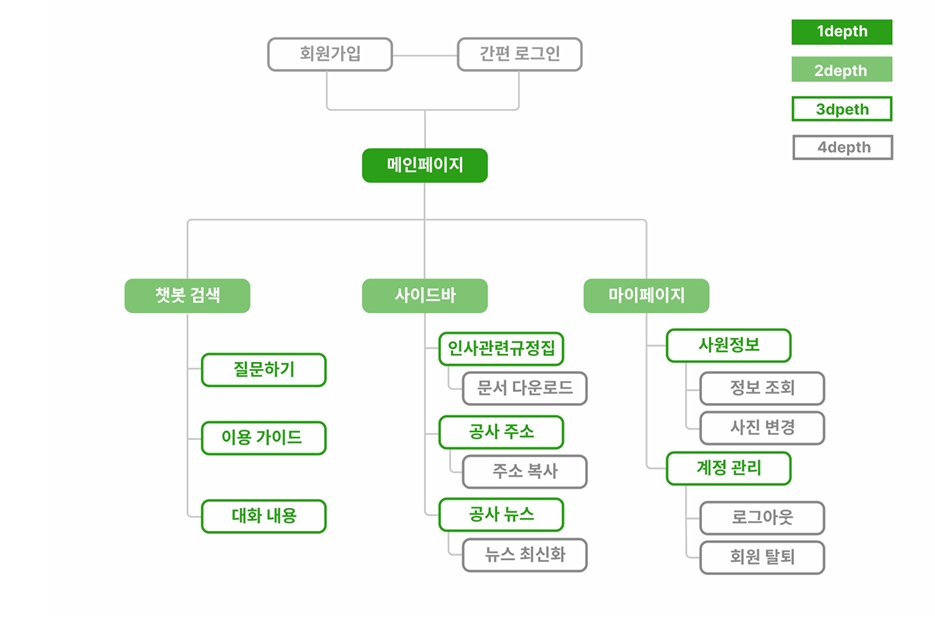 1depth
2depth
3dpeth
4depth
회원가입
간편 로그인
메인페이지
챗봇 검색
질문하기
이용 가이드
대화 내용
사이드바
인사관련규정집
문서 다운로드
공사 주소
주소 복사
공사 뉴스
뉴스 최신화
마이페이지
사원정보
정보 조회
사진 변경
계정 관리
로그아웃
회원 탈퇴